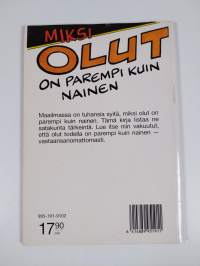 MIKSI
OLUT
ON PAREMPI KUIN
NAINEN
Maailmassa on tuhansia syitä, miksi olut on
parempi kuin nainen. Tämä kirja listaa ne
satakunta tärkeintä. Lue itse niin vakuutut,
että olut todella on parempi kuin nainen —
vastaansanomattomasti.
17 90